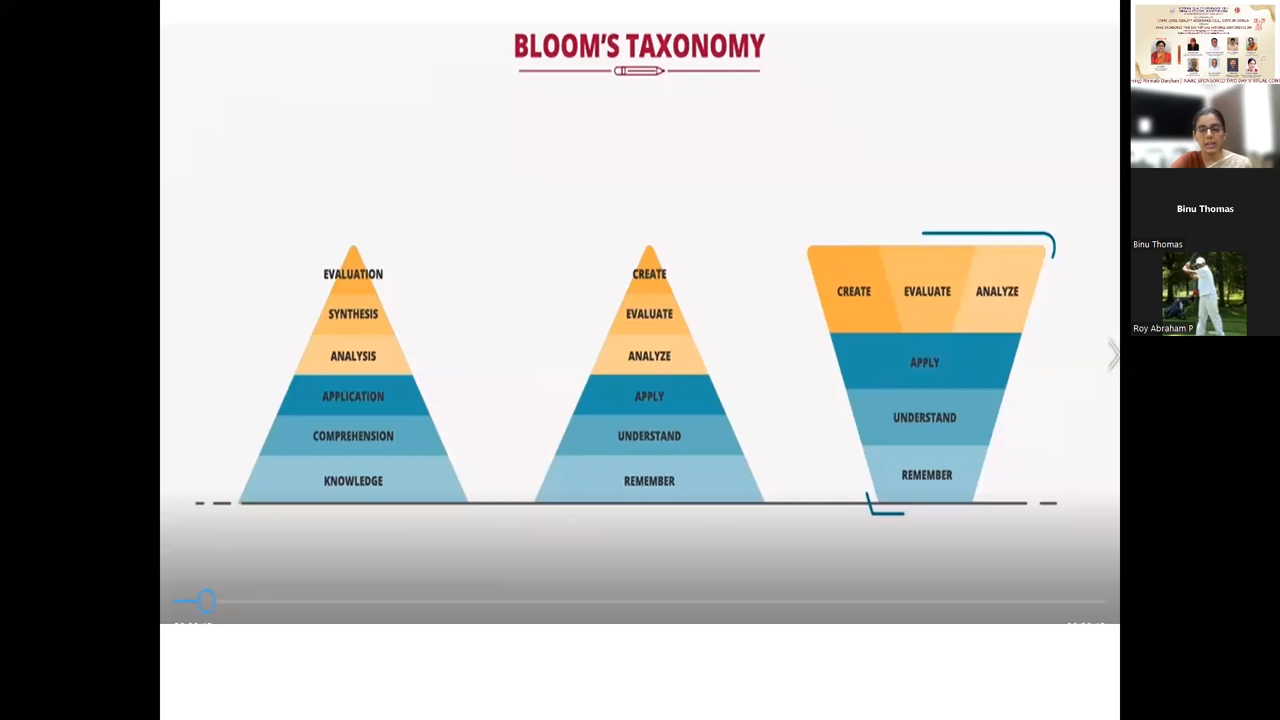 BLOOM'S TAXONOMY
EVALUATION
SYNTHESIS
ANALYSIS
APPLICATION
COMPREHENSION
KNOWLEDGE
CREATE
EVALUATE
ANALYZE
APPLY
UNDERSTAND
REMEMBER
CREATE EVALUATE ANALYZE
APPLY
UNDERSTAND
REMEMBER
Binu Thomas
Binu Thomas
Roy Abraham P